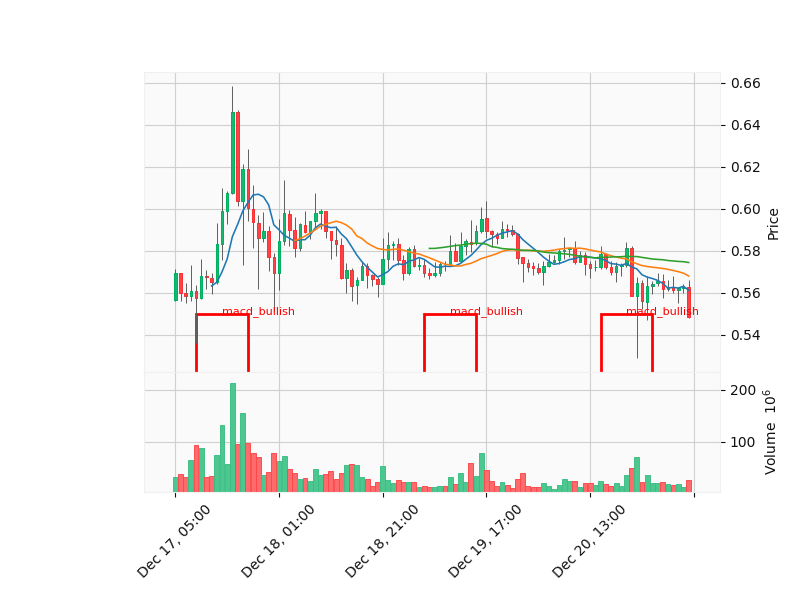 0.66
0.64
0.62
0.60
0.58
0.56
0.54
Price
macd_bullish
macd_bullish
macd_bullish
200
100
Volume 10^6
Dec 17, 05:00
Dec 18, 01:00
Dec 18, 21:00
Dec 19, 17:00
Dec 20, 13:00